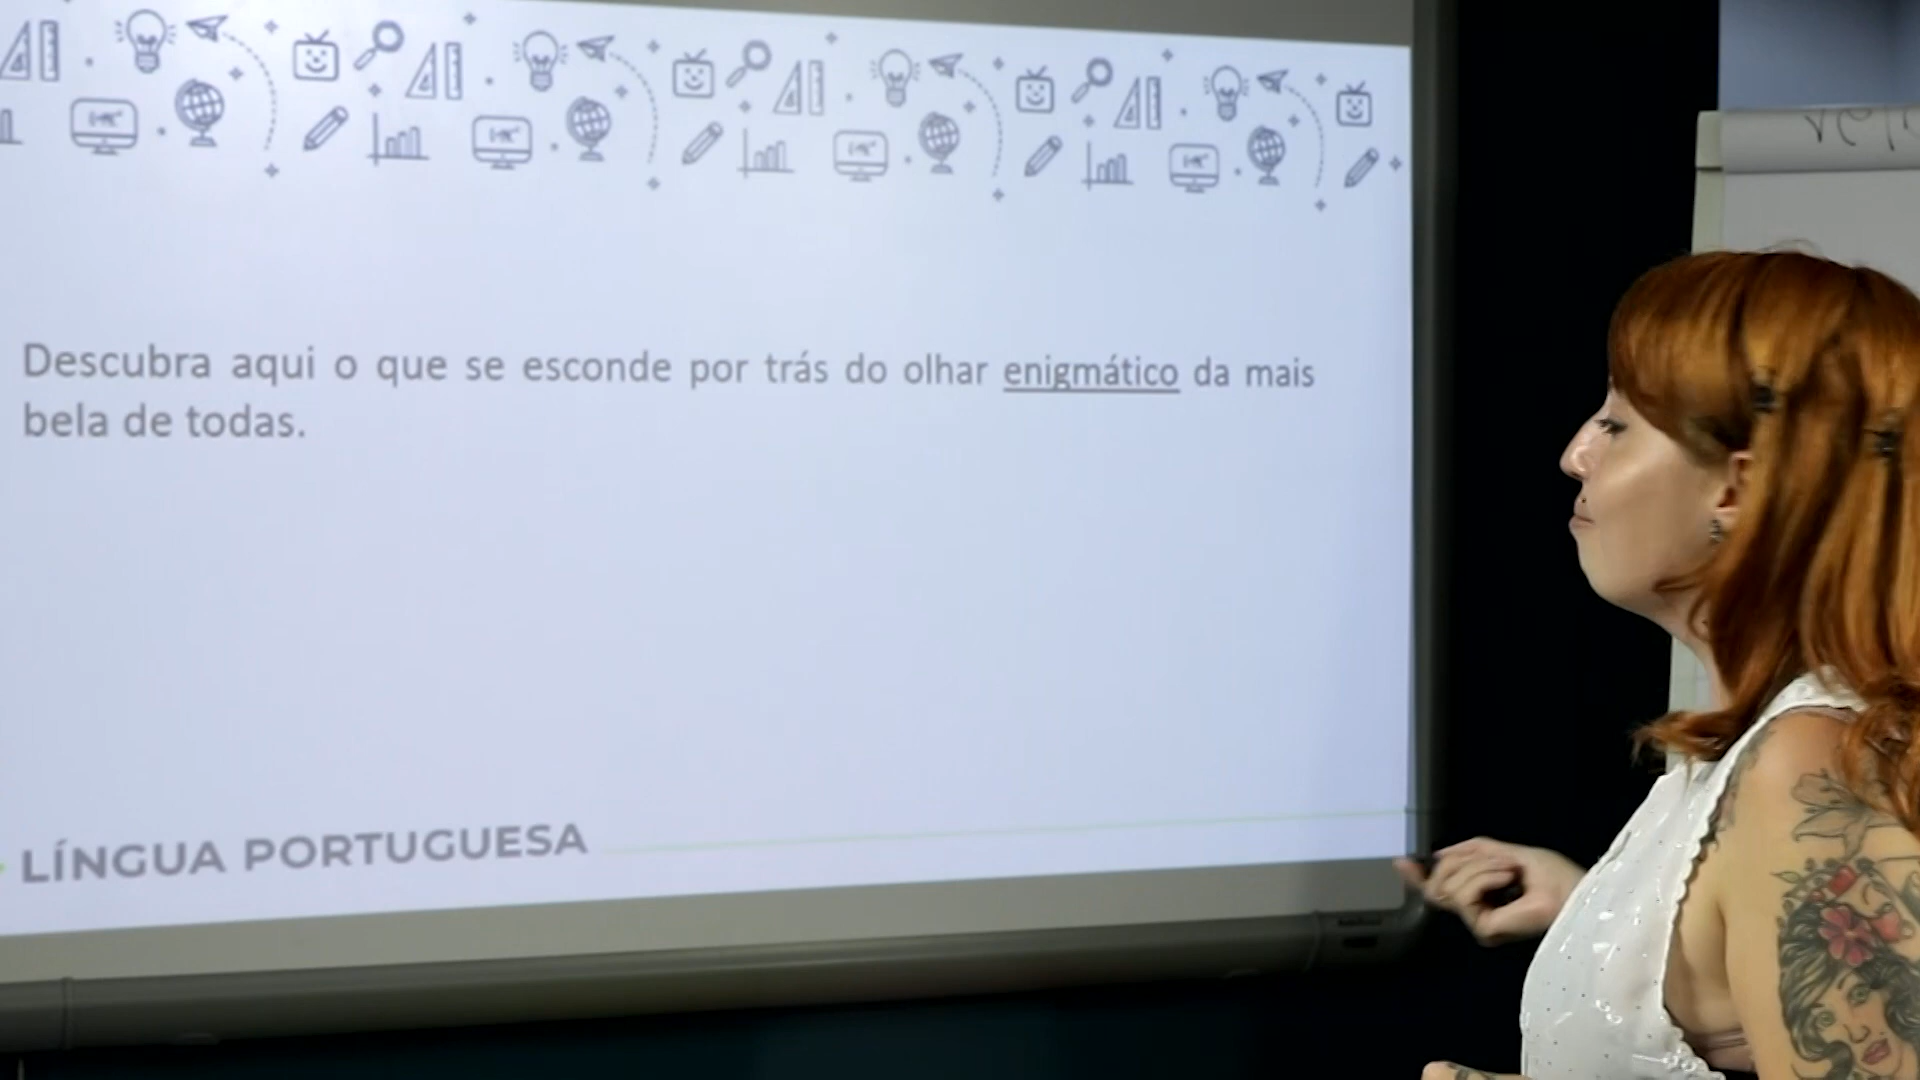 Descubra aqui o que se esconde por trás do olhar enigmático da mais
bela de todas.
LÍNGUA PORTUGUESA